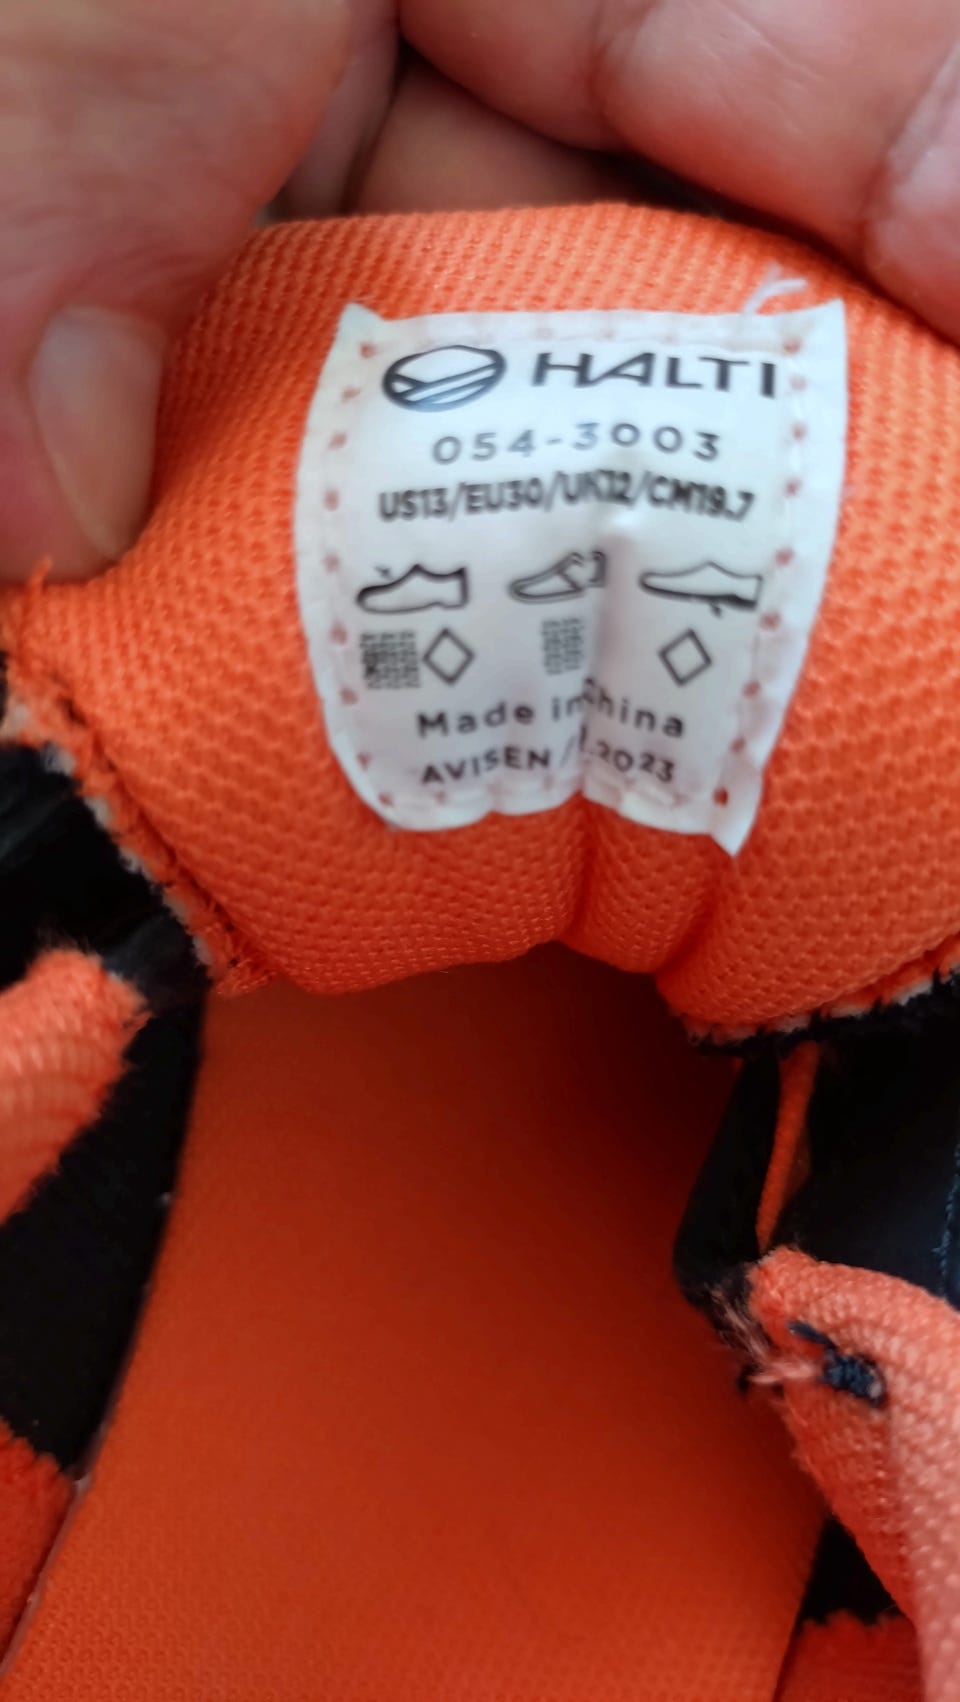 HALTI
054-3003
US13/EU30/UK12/CM19.7
Made in China
AVISEN / .2023